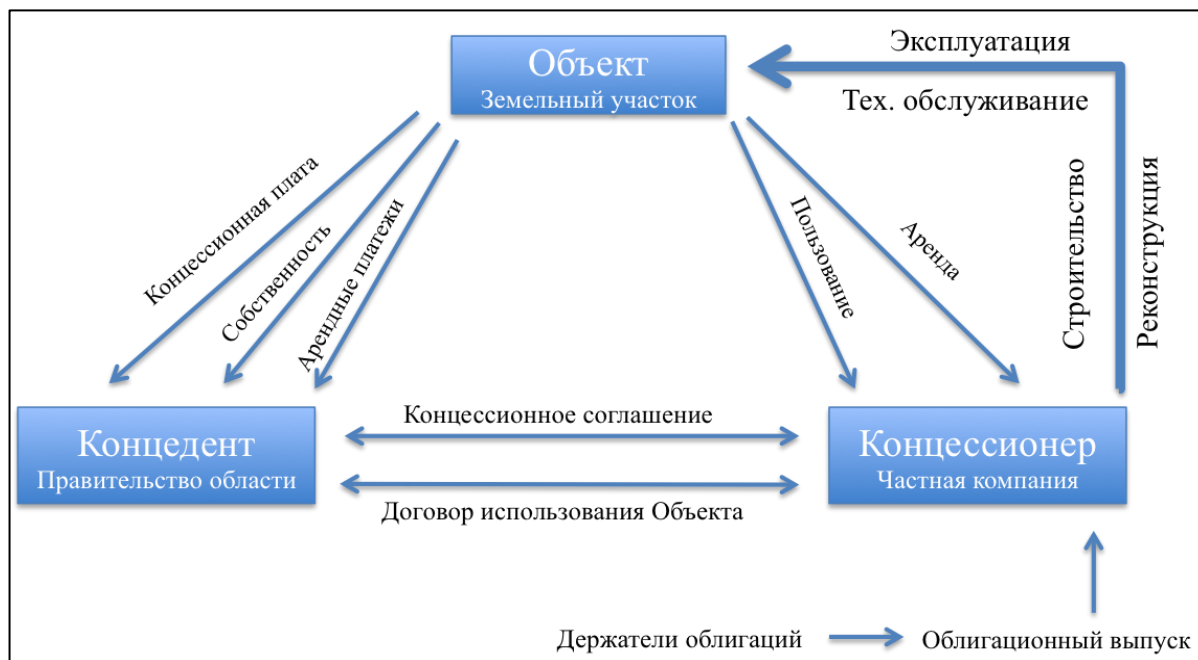 Эксплуатация
Объект
Земельный участок
Тех. обслуживание
Концессионная плата
Собственность
Арендные платежи
Пользование
Аренда
Строительство
Реконструкция
Концедент
Правительство области
Концессионное соглашение
Договор использования Объекта
Концессионер
Частная компания
Держатели облигаций
Облигационный выпуск